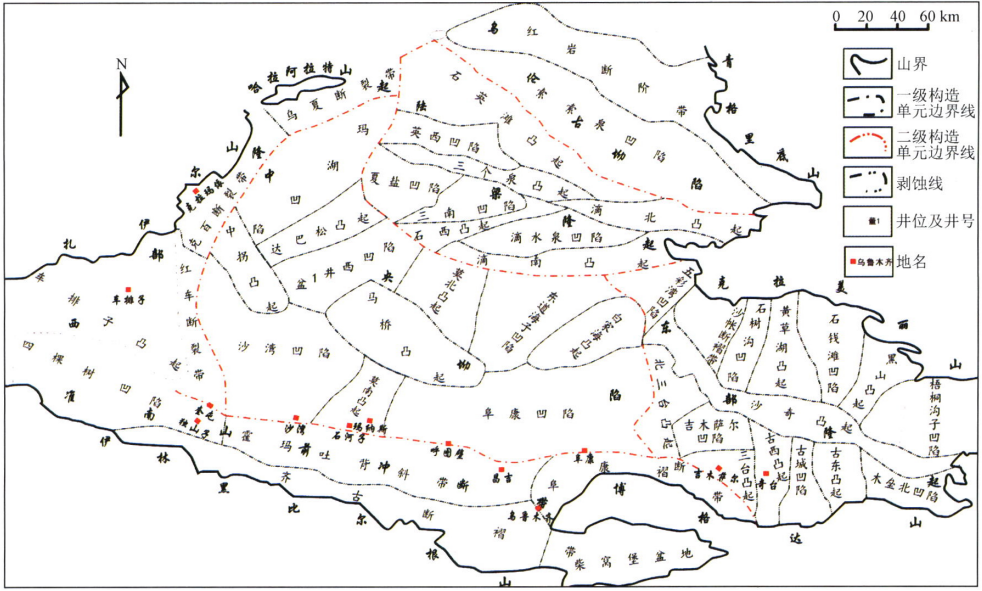 0 20 40 60 km
N
山界
一级构造
单元边界线
二级构造
单元边界线
剥蚀线
井位及井号
乌鲁木齐 地名
哈拉阿拉特山
扎伊尔山
青格里底山
克拉美丽山
伊林黑比尔根山
博格达山
乌伦古坳陷
陆梁隆起
中央坳陷
西部隆起
东部隆起
准南山前冲断带
红岩断阶带
索索泉凹陷
石英滩凸起
英西凹陷
三个泉凸起
夏盐凹陷
三南凹陷
石西凸起
滴北凸起
滴水泉凹陷
滴南凸起
乌夏断裂带
克百断裂带
玛湖凹陷
中拐凸起
达巴松凸起
盆1井西凹陷
红车断裂带
车排子凸起
四棵树凹陷
沙湾凹陷
马桥凸起
莫北凸起
莫南凸起
东道海子凹陷
白家海凸起
五彩湾凹陷
阜康凹陷
北三台凸起
沙帐断褶带
石树沟凹陷
黄草湖凸起
石钱滩凹陷
黑山凸起
梧桐沟子凹陷
沙奇凸起
吉木萨尔凹陷
三台凸起
古西凸起
古城凹陷
古东凸起
木垒北凹陷
霍玛吐背斜带
齐古断褶带
阜康断褶带
柴窝堡盆地
克拉玛依
车排子
奎屯
独山子
沙湾
石河子
玛纳斯
呼图壁
昌吉
阜康
乌鲁木齐
吉木萨尔
奇台